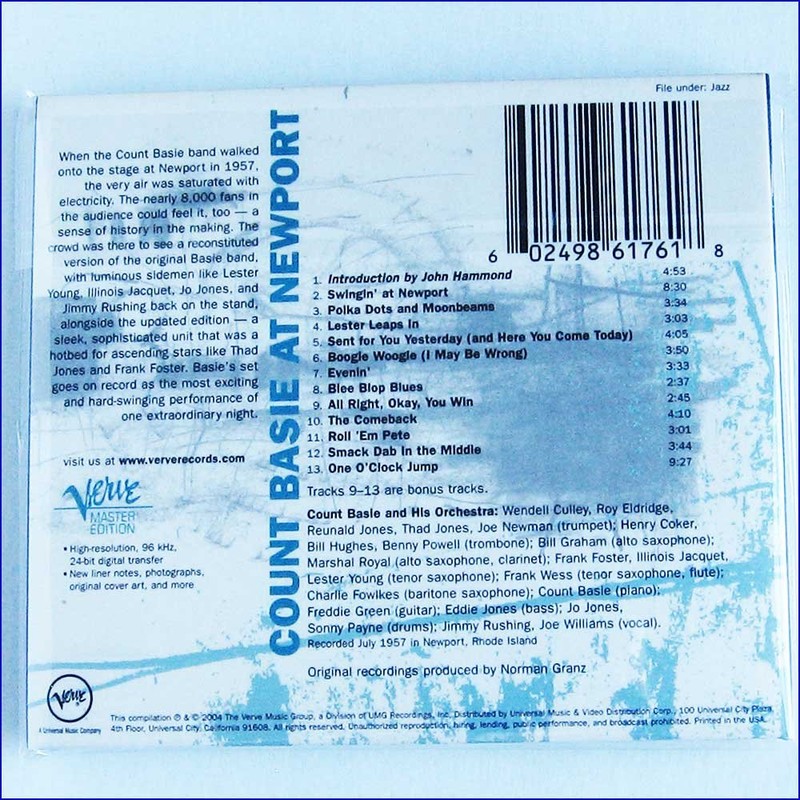 File under: Jazz
When the Count Basie band walked
onto the stage at Newport in 1957,
the very air was saturated with
electricity. The nearly 8,000 fans in
the audience could feel it, too — a
sense of history in the making. The
crowd was there to see a reconstituted
version of the original Basie band,
with luminous sidemen like Lester
Young, Illinois Jacquet, Jo Jones, and
Jimmy Rushing back on the stand,
alongside the updated edition — a
sleek, sophisticated unit that was a
hotbed for ascending stars like Thad
Jones and Frank Foster. Basie's set
goes on record as the most exciting
and hard-swinging performance of
one extraordinary night.
visit us at www.ververecords.com
Verve
MASTER
EDITION
• High-resolution, 96 kHz,
24-bit digital transfer
• New liner notes, photographs,
original cover art, and more
COUNT BASIE AT NEWPORT
6 02498 61761 8
1. Introduction by John Hammond 4:53
2. Swingin' at Newport 8:30
3. Polka Dots and Moonbeams 3:34
4. Lester Leaps In 3:03
5. Sent for You Yesterday (and Here You Come Today) 4:05
6. Boogie Woogie (I May Be Wrong) 3:50
7. Evenin' 3:33
8. Blee Blop Blues 2:37
9. All Right, Okay, You Win 2:45
10. The Comeback 4:10
11. Roll 'Em Pete 3:01
12. Smack Dab in the Middle 3:44
13. One O'Clock Jump 9:27
Tracks 9–13 are bonus tracks.
Count Basie and His Orchestra: Wendell Culley, Roy Eldridge,
Reunald Jones, Thad Jones, Joe Newman (trumpet); Henry Coker,
Bill Hughes, Benny Powell (trombone); Bill Graham (alto saxophone);
Marshal Royal (alto saxophone, clarinet); Frank Foster, Illinois Jacquet,
Lester Young (tenor saxophone); Frank Wess (tenor saxophone, flute);
Charlie Fowlkes (baritone saxophone); Count Basie (piano);
Freddie Green (guitar); Eddie Jones (bass); Jo Jones,
Sonny Payne (drums); Jimmy Rushing, Joe Williams (vocal).
Recorded July 1957 in Newport, Rhode Island
Original recordings produced by Norman Granz
Verve
A Universal Music Company
This compilation ℗ & © 2004 The Verve Music Group, a Division of UMG Recordings, Inc. Distributed by Universal Music & Video Distribution Corp., 100 Universal City Plaza,
4th Floor, Universal City, California 91608. All rights reserved. Unauthorized reproduction, hiring, lending, public performance, and broadcast prohibited. Printed in the USA.